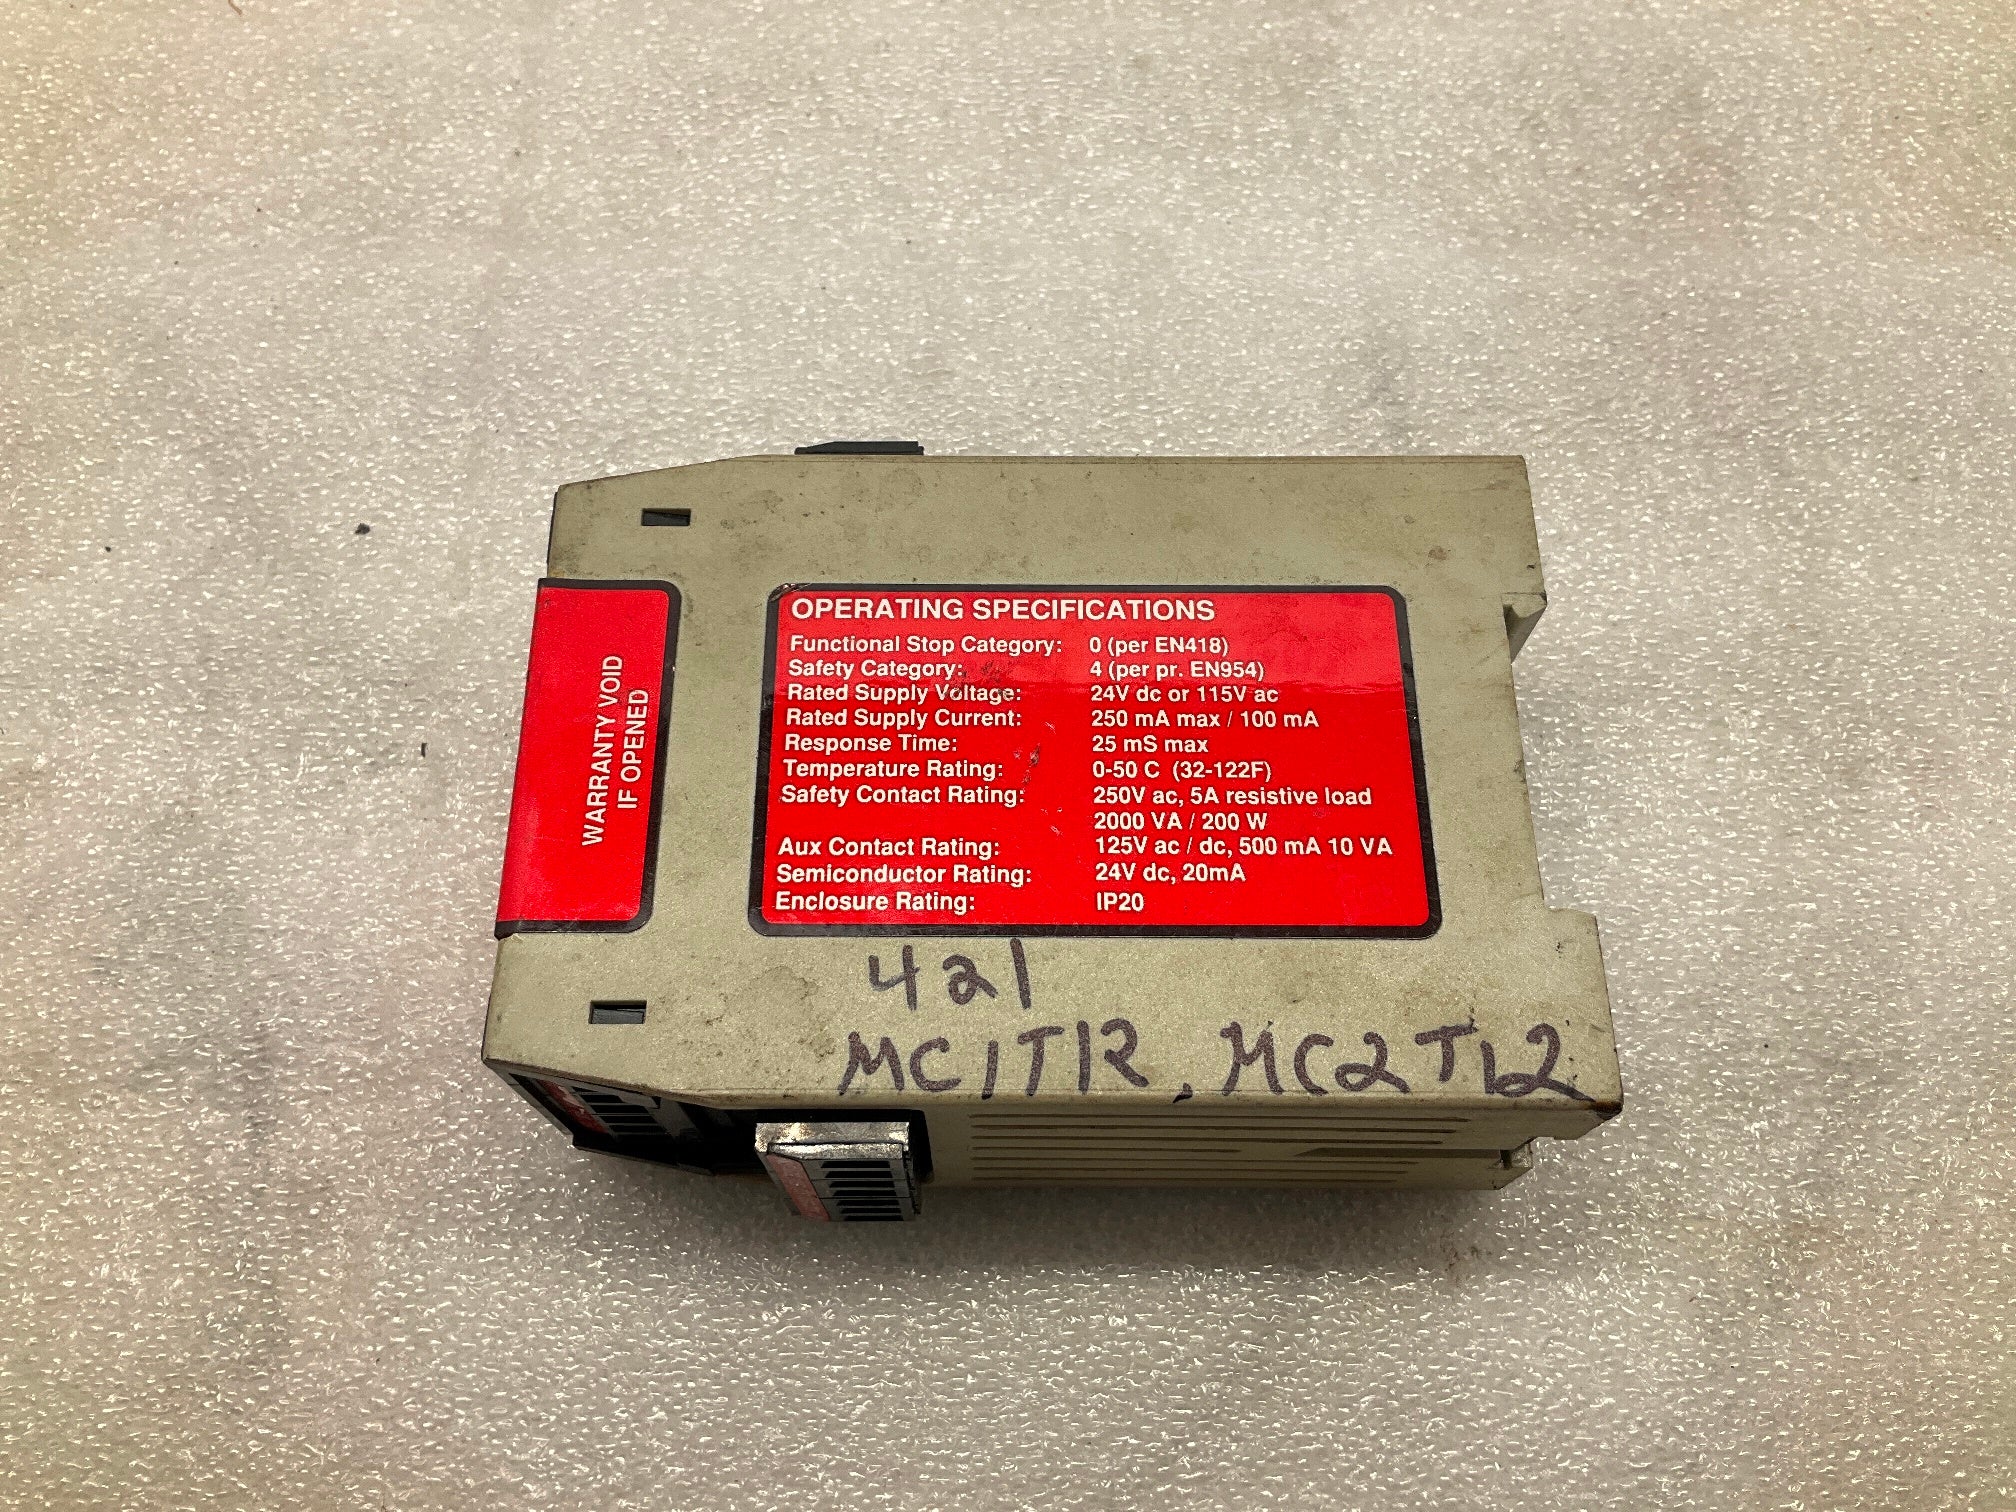 WARRANTY VOID
IF OPENED
OPERATING SPECIFICATIONS
Functional Stop Category: 0 (per EN418)
Safety Category: 4 (per pr. EN954)
Rated Supply Voltage: 24V dc or 115V ac
Rated Supply Current: 250 mA max / 100 mA
Response Time: 25 mS max
Temperature Rating: 0-50 C (32-122F)
Safety Contact Rating: 250V ac, 5A resistive load
2000 VA / 200 W
Aux Contact Rating: 125V ac / dc, 500 mA 10 VA
Semiconductor Rating: 24V dc, 20mA
Enclosure Rating: IP20
421